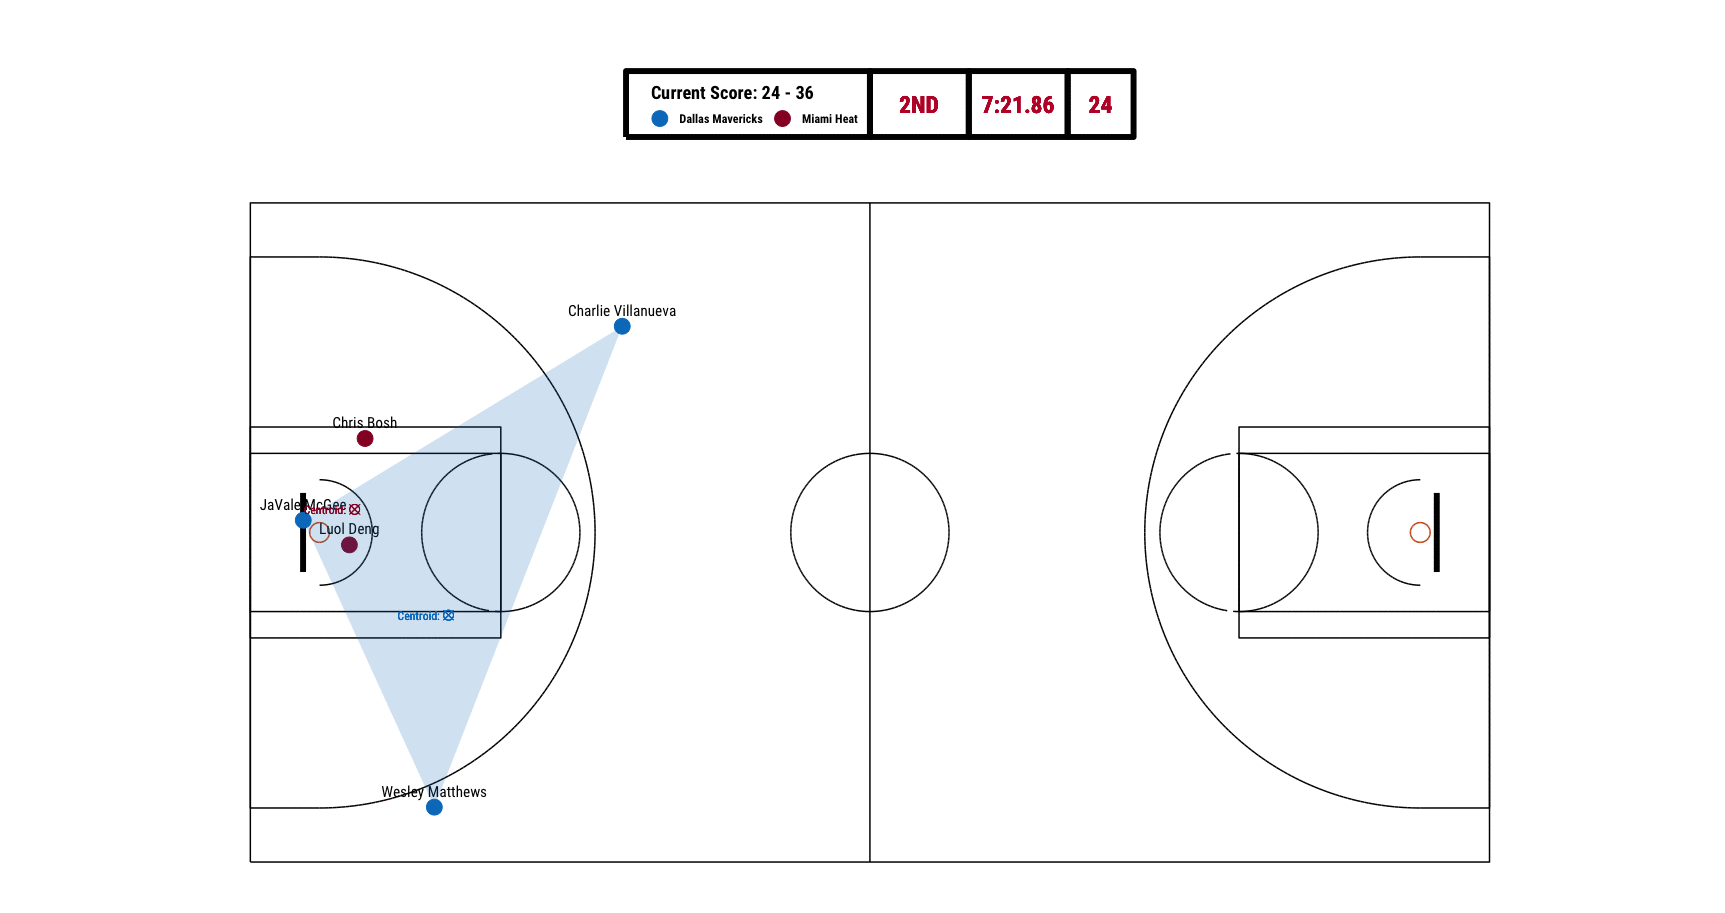 Current Score: 24 - 36
Dallas Mavericks
Miami Heat
2ND
7:21.86
24
Charlie Villanueva
Chris Bosh
JaVale McGee
Centroid:
Luol Deng
Centroid:
Wesley Matthews